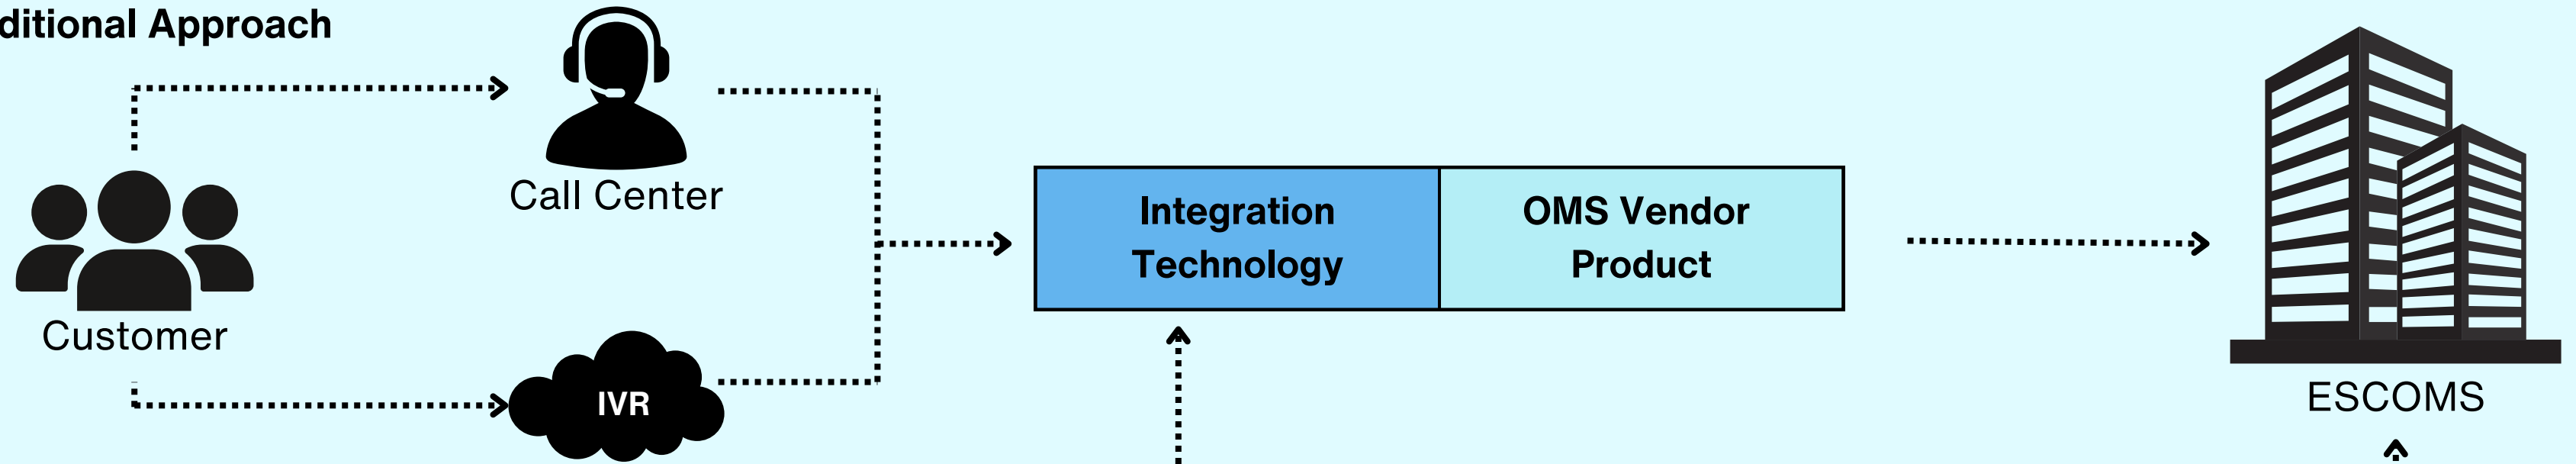 ditional Approach
Call Center
Customer
IVR
Integration
Technology
OMS Vendor
Product
ESCOMS